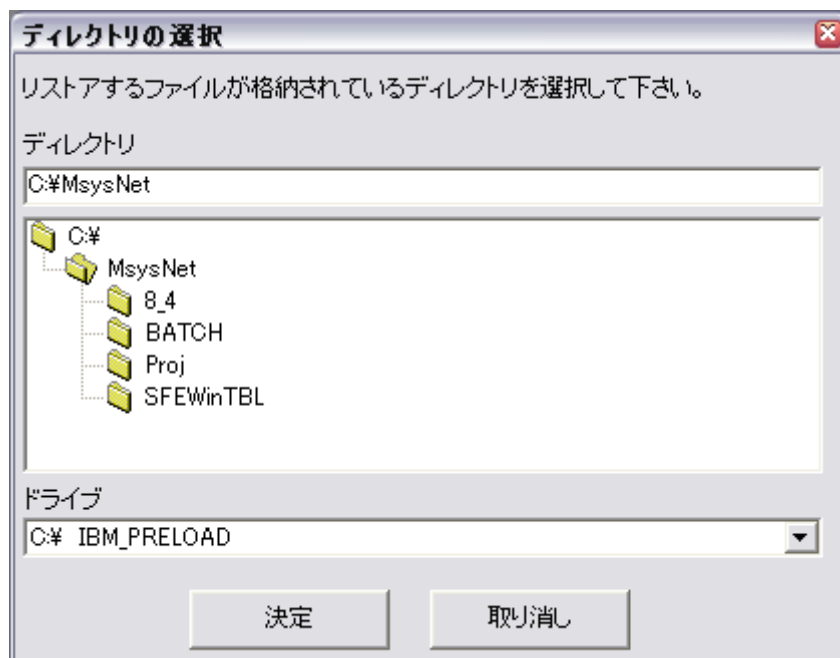 ディレクトリの選択
リストアするファイルが格納されているディレクトリを選択して下さい。
ディレクトリ
C:¥MsysNet
C:¥
MsysNet
8_4
BATCH
Proj
SFEWinTBL
ドライブ
C:¥ IBM_PRELOAD
決定
取り消し